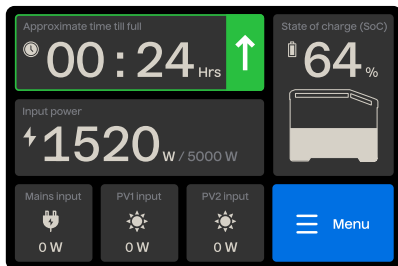 Approximate time till full
00 : 24 Hrs
State of charge (SoC)
64 %
Input power
1520 W / 5000 W
Mains input
0 W
PV1 input
0 W
PV2 input
0 W
Menu